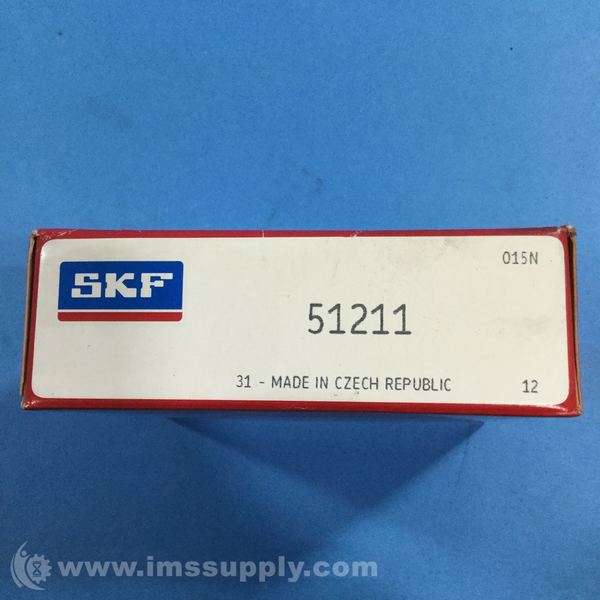 015N
SKF
51211
31 - MADE IN CZECH REPUBLIC 12
www.imssupply.com